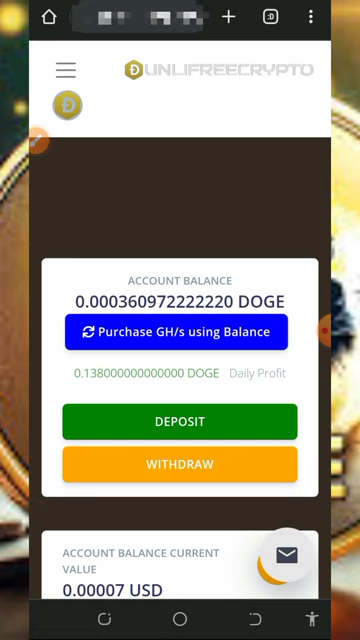 :D
UNLIFREECRYPTO
ACCOUNT BALANCE
0.000360972222220 DOGE
Purchase GH/s using Balance
0.138000000000000 DOGE Daily Profit
DEPOSIT
WITHDRAW
ACCOUNT BALANCE CURRENT
VALUE
0.00007 USD